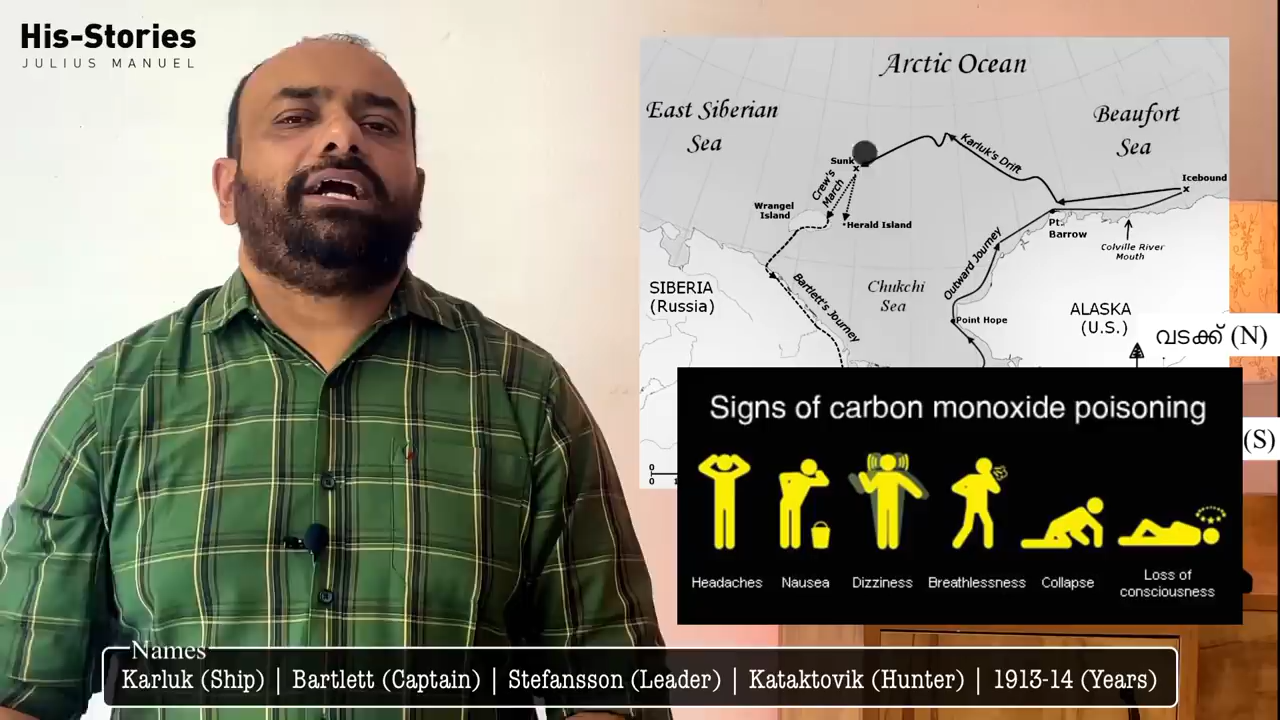 His-Stories
JULIUS MANUEL
Arctic Ocean
East Siberian
Sea
Beaufort
Sea
Karluk's Drift
Sunk
Icebound
Crew's
March
Wrangel
Island
Herald Island
Pt.
Barrow
Colville River
Mouth
Outward Journey
Bartlett's Journey
Chukchi
Sea
SIBERIA
(Russia)
ALASKA
(U.S.)
Point Hope
വടക്ക് (N)
(S)
0
Signs of carbon monoxide poisoning
Headaches
Nausea
Dizziness
Breathlessness
Collapse
Loss of
consciousness
Names
Karluk (Ship) | Bartlett (Captain) | Stefansson (Leader) | Kataktovik (Hunter) | 1913-14 (Years)